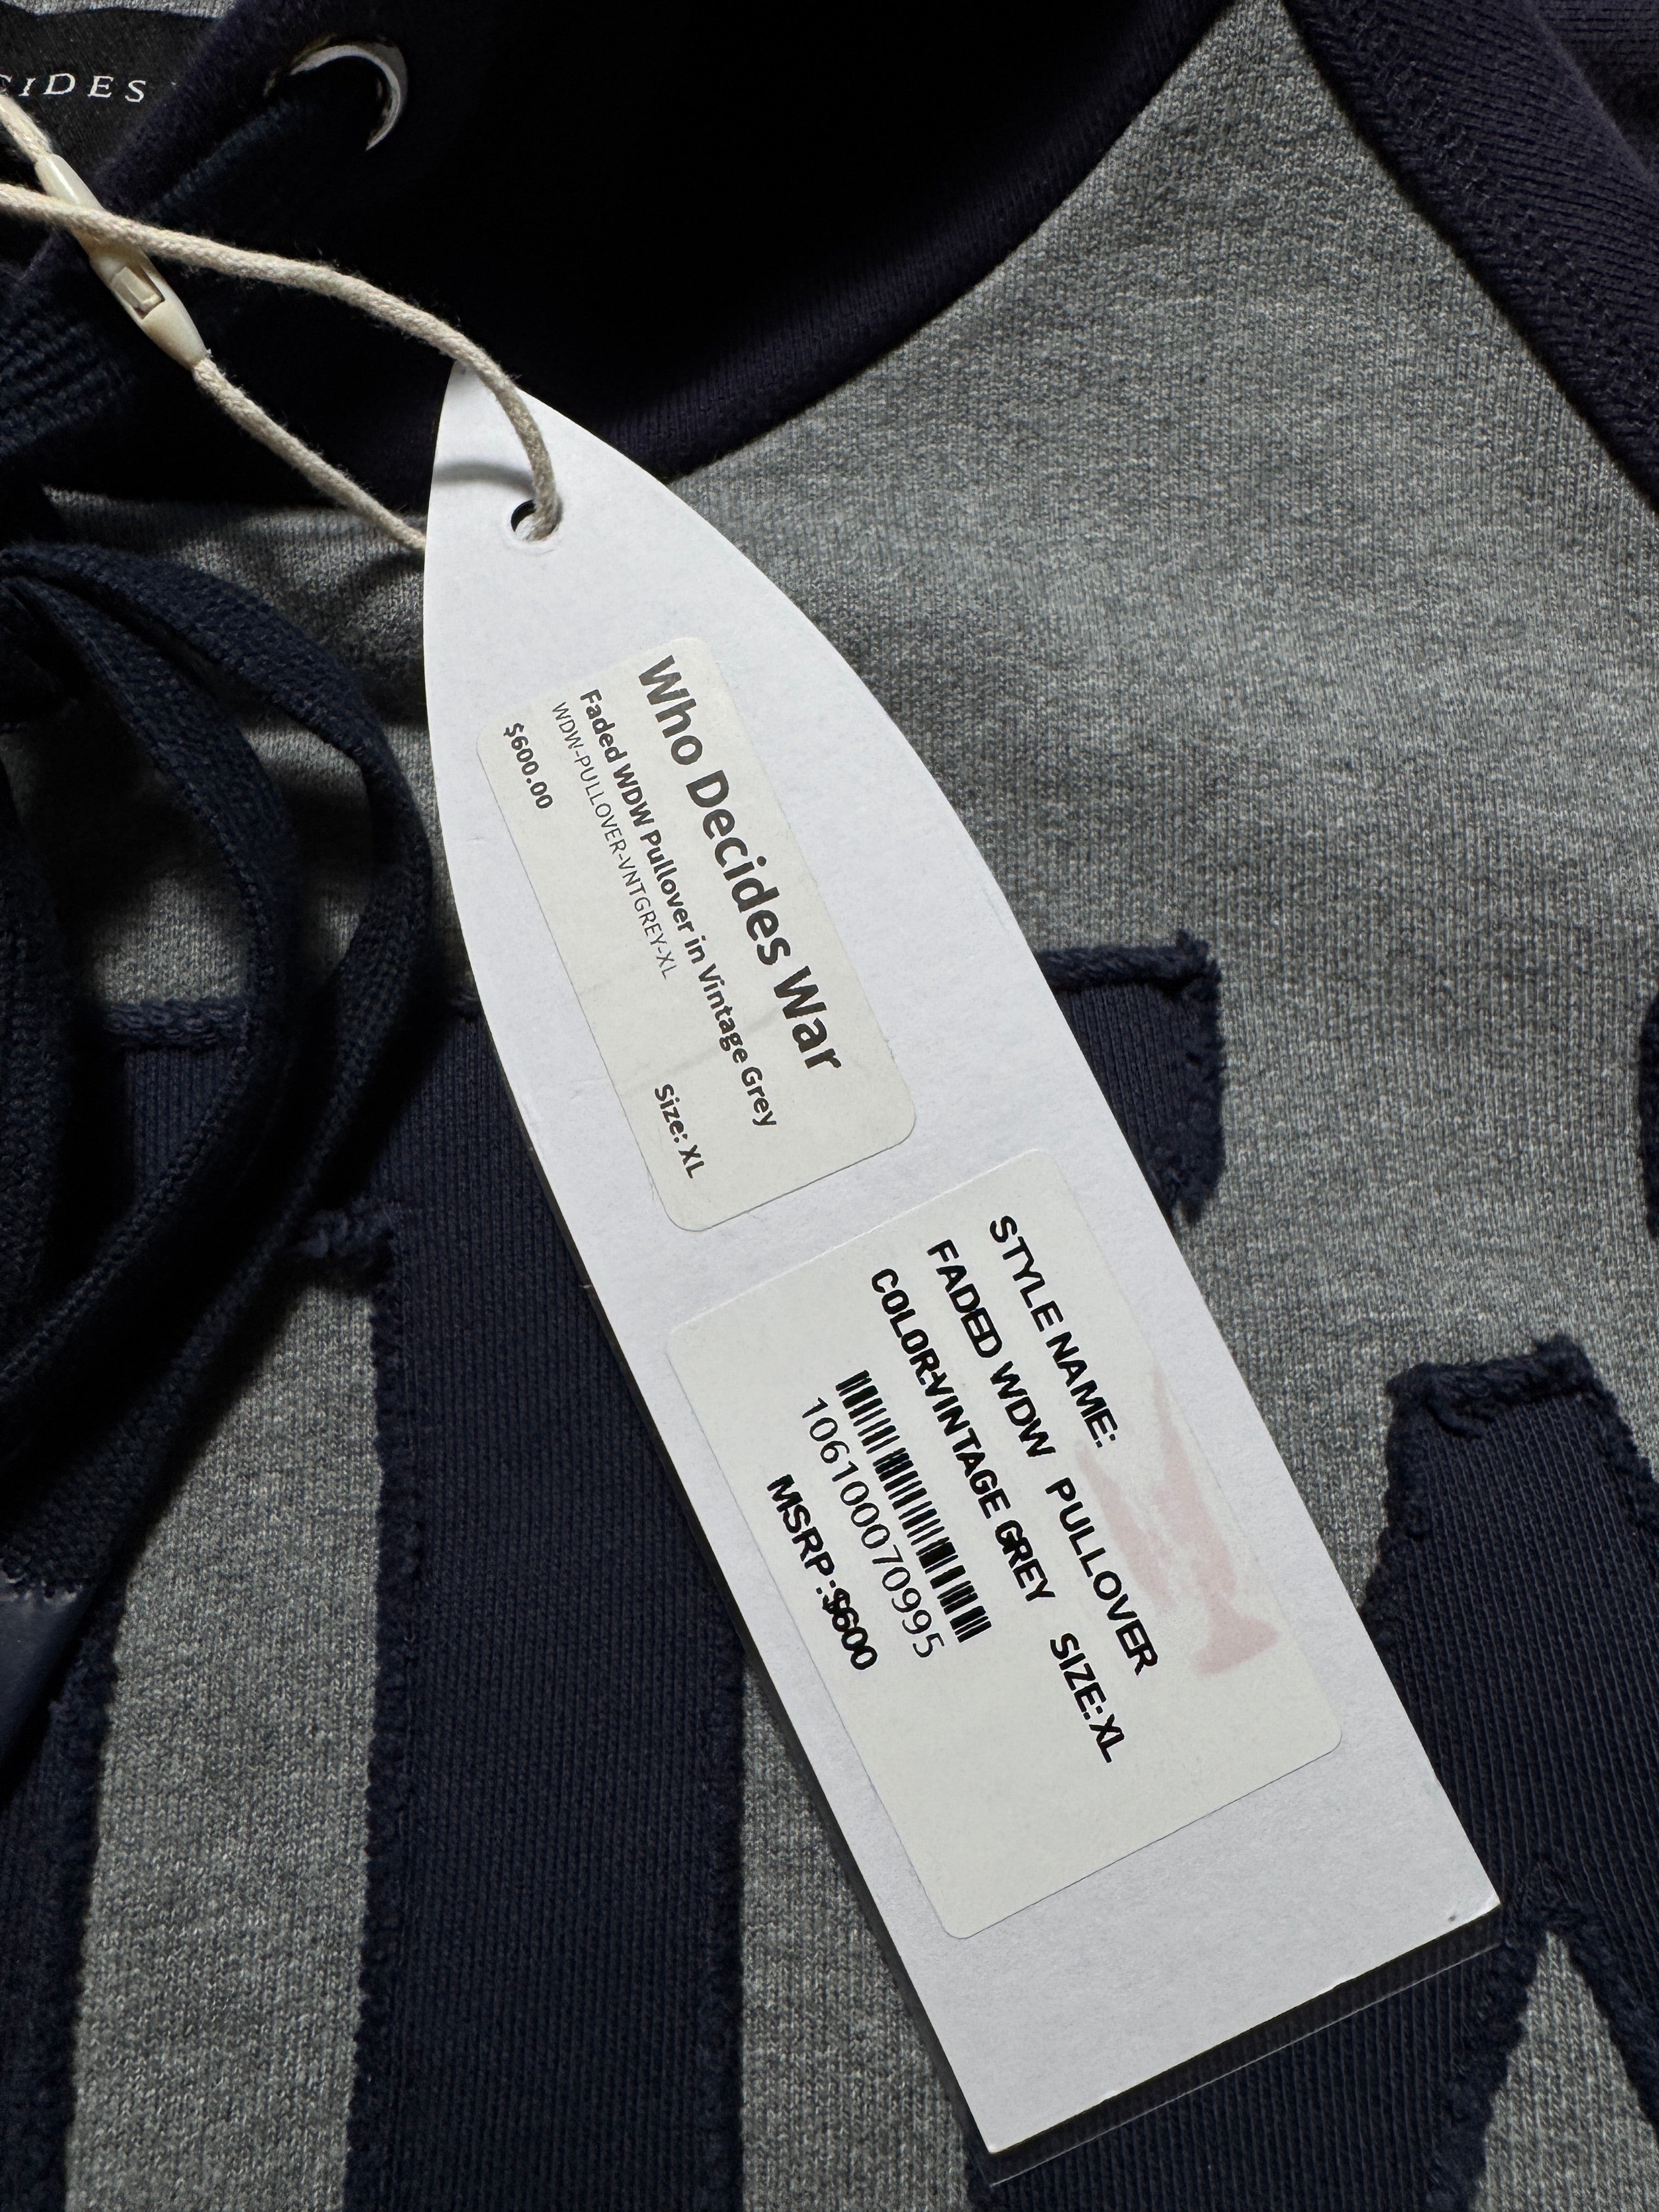 CIDES
Who Decides War
Faded WDW Pullover in Vintage Grey
WDW-PULLOVER-VNTGREY-XL
$600.00
Size: XL
STYLE NAME:
FADED WDW PULLOVER
COLOR:VINTAGE GREY SIZE:XL
1061000070995
MSRP:$600